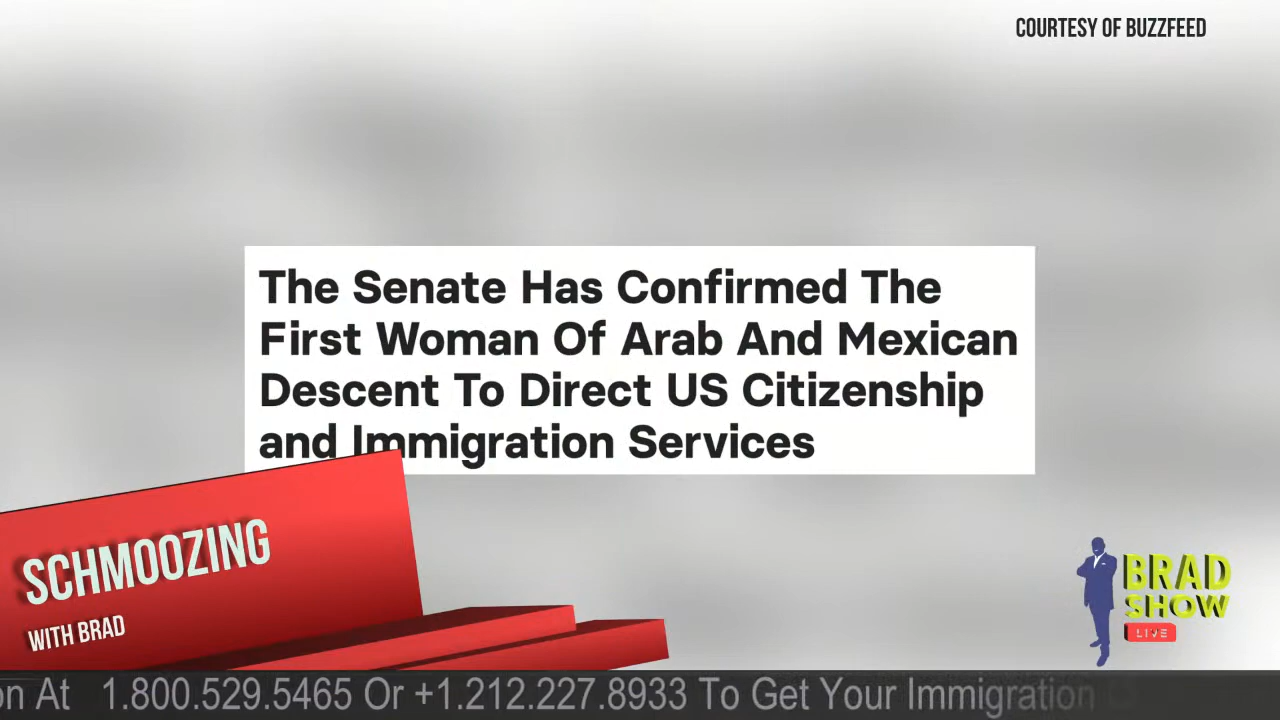 COURTESY OF BUZZFEED
The Senate Has Confirmed The
First Woman Of Arab And Mexican
Descent To Direct US Citizenship
and Immigration Services
SCHMOOZING
WITH BRAD
BRAD
SHOW
LIVE
on At 1.800.529.5465 Or +1.212.227.8933 To Get Your Immigration